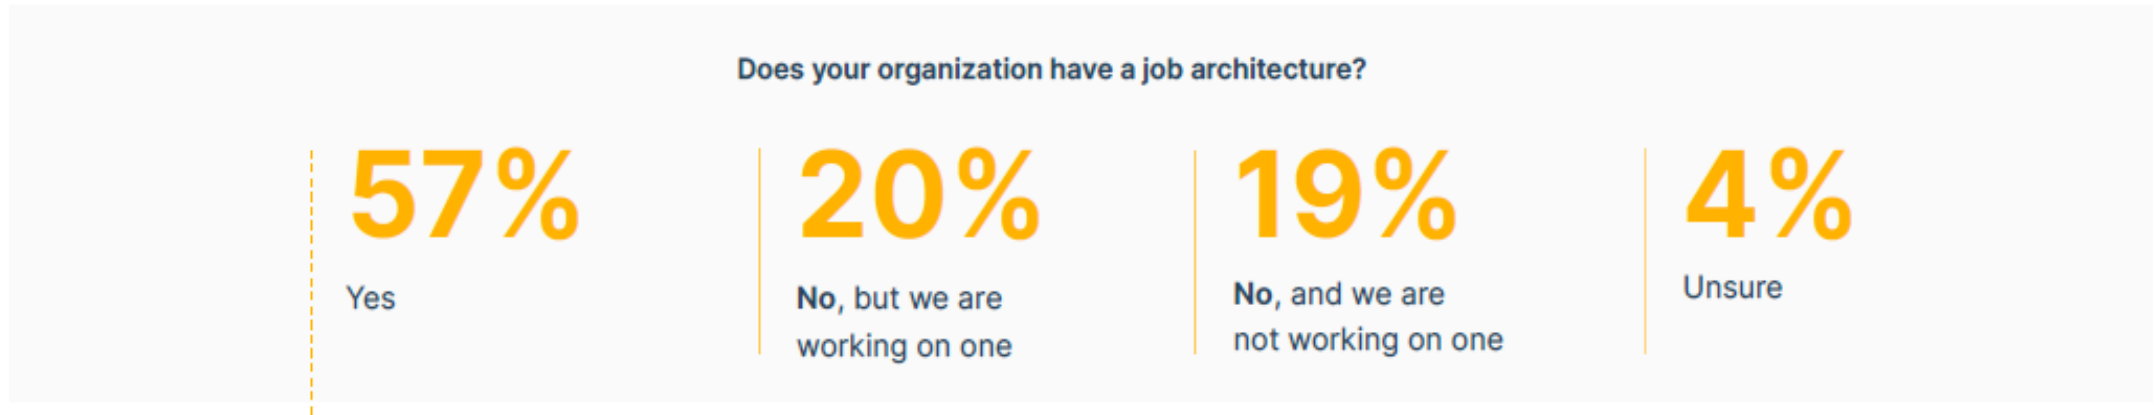 Does your organization have a job architecture?
57%
Yes
20%
No, but we are
working on one
19%
No, and we are
not working on one
4%
Unsure